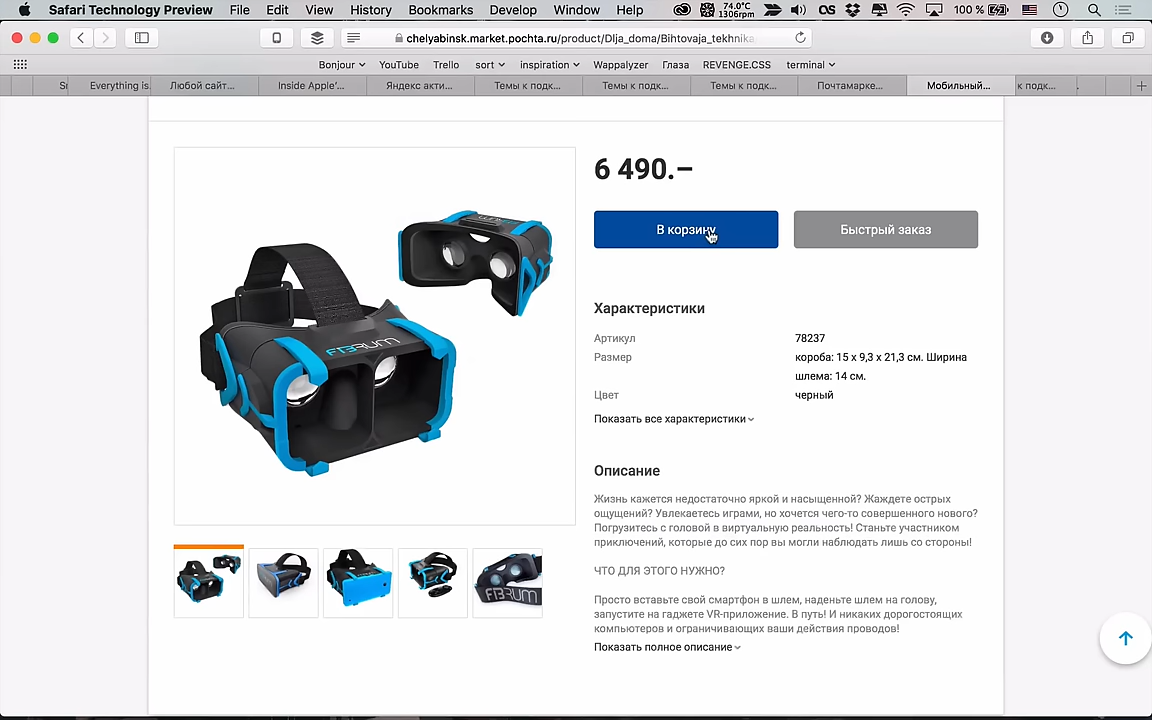 Safari Technology Preview File Edit View History Bookmarks Develop Window Help
74.0°C
1306rpm
100 %
chelyabinsk.market.pochta.ru/product/Dlja_doma/Bihtovaja_tekhnika
Bonjour YouTube Trello sort inspiration Wappalyzer Глаза REVENGE.CSS terminal
Everything is Любой сайт... Inside Apple'... Яндекс акти... Темы к подк... Темы к подк... Темы к подк... Почтамарке... Мобильный... к подк...
6 490.–
В корзину Быстрый заказ
Характеристики
Артикул 78237
Размер короба: 15 x 9,3 x 21,3 см. Ширина
шлема: 14 см.
Цвет черный
Показать все характеристики
Описание
Жизнь кажется недостаточно яркой и насыщенной? Жаждете острых
ощущений? Увлекаетесь играми, но хочется чего-то совершенного нового?
Погрузитесь с головой в виртуальную реальность! Станьте участником
приключений, которые до сих пор вы могли наблюдать лишь со стороны!
ЧТО ДЛЯ ЭТОГО НУЖНО?
Просто вставьте свой смартфон в шлем, наденьте шлем на голову,
запустите на гаджете VR-приложение. В путь! И никаких дорогостоящих
компьютеров и ограничивающих ваши действия проводов!
Показать полное описание
FIBRUM
FIBRUM